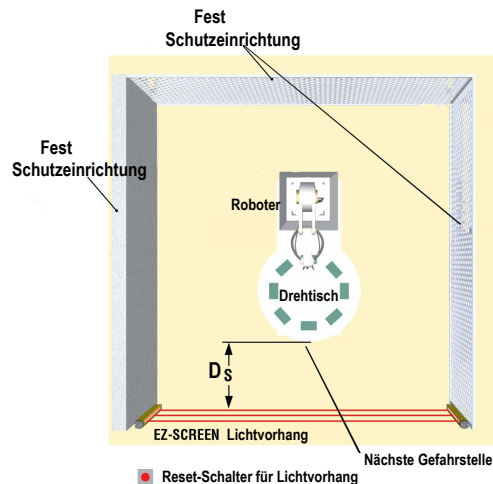 Fest
Schutzeinrichtung
Fest
Schutzeinrichtung
Roboter
Drehtisch
Ds
EZ-SCREEN Lichtvorhang
Nächste Gefahrstelle
Reset-Schalter für Lichtvorhang